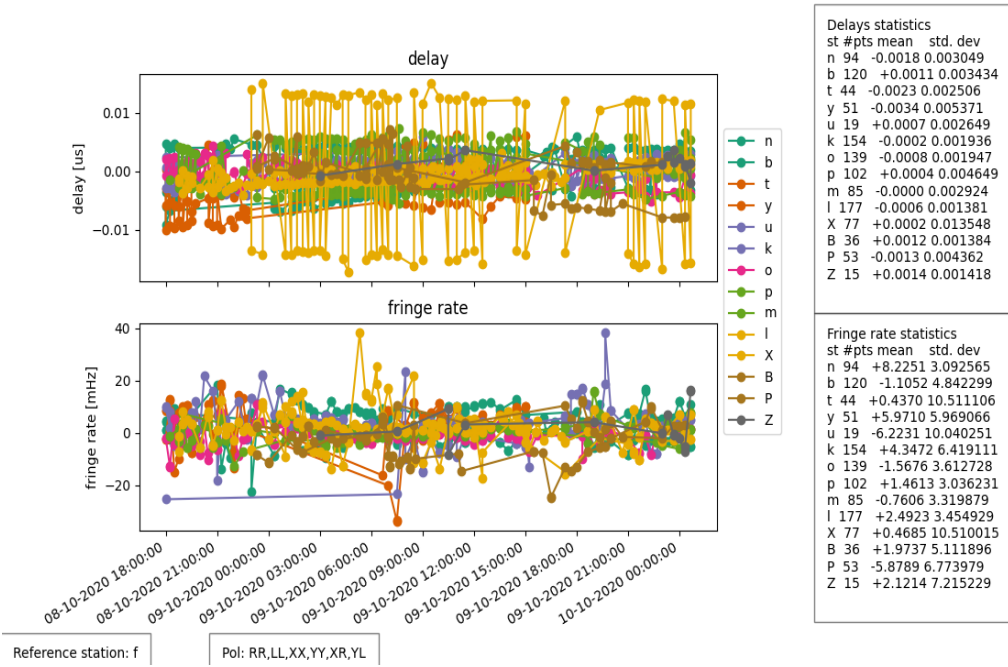 delay
0.01
0.00
−0.01
delay [us]
fringe rate
40
20
0
−20
fringe rate [mHz]
08-10-2020 18:00:00
08-10-2020 21:00:00
09-10-2020 00:00:00
09-10-2020 03:00:00
09-10-2020 06:00:00
09-10-2020 09:00:00
09-10-2020 12:00:00
09-10-2020 15:00:00
09-10-2020 18:00:00
09-10-2020 21:00:00
10-10-2020 00:00:00
n
b
t
y
u
k
o
p
m
l
X
B
P
Z
Delays statistics
st #pts mean std. dev
n 94 -0.0018 0.003049
b 120 +0.0011 0.003434
t 44 -0.0023 0.002506
y 51 -0.0034 0.005371
u 19 +0.0007 0.002649
k 154 -0.0002 0.001936
o 139 -0.0008 0.001947
p 102 +0.0004 0.004649
m 85 -0.0000 0.002924
l 177 -0.0006 0.001381
X 77 +0.0002 0.013548
B 36 +0.0012 0.001384
P 53 -0.0013 0.004362
Z 15 +0.0014 0.001418
Fringe rate statistics
st #pts mean std. dev
n 94 +8.2251 3.092565
b 120 -1.1052 4.842299
t 44 +0.4370 10.511106
y 51 +5.9710 5.969066
u 19 -6.2231 10.040251
k 154 +4.3472 6.419111
o 139 -1.5676 3.612728
p 102 +1.4613 3.036231
m 85 -0.7606 3.319879
l 177 +2.4923 3.454929
X 77 +0.4685 10.510015
B 36 +1.9737 5.111896
P 53 -5.8789 6.773979
Z 15 +2.1214 7.215229
Reference station: f
Pol: RR,LL,XX,YY,XR,YL